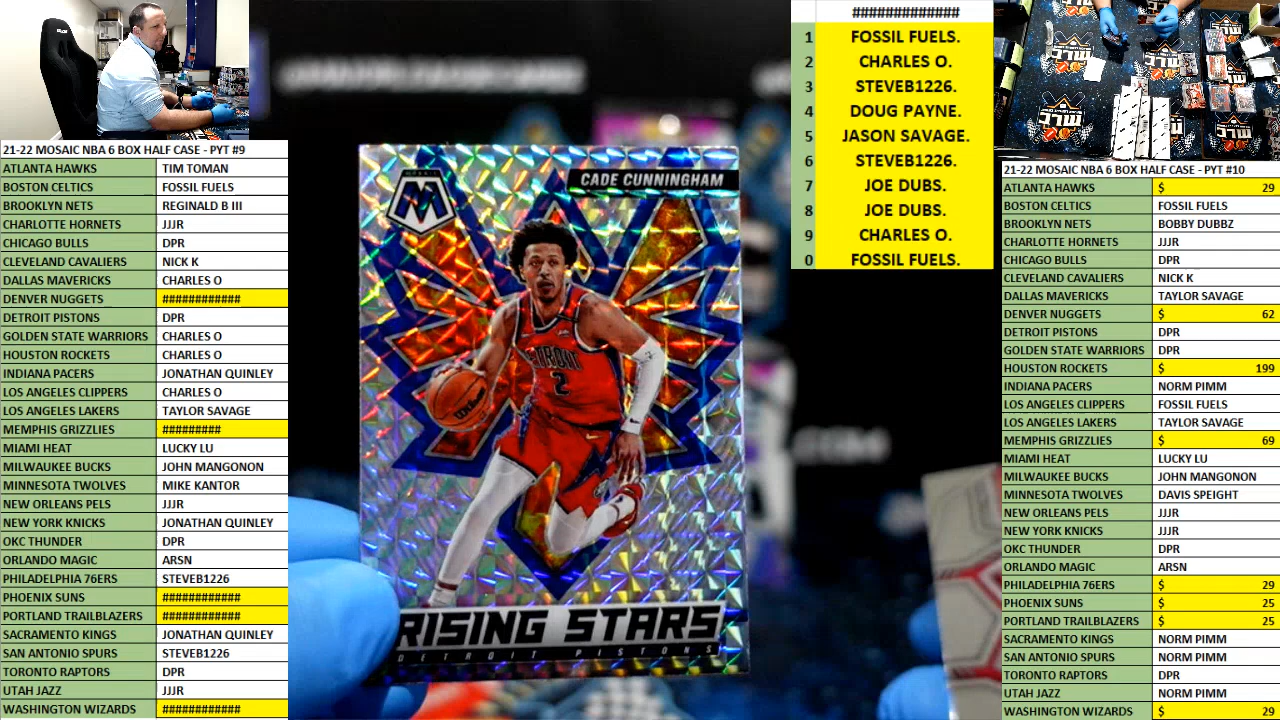 21-22 MOSAIC NBA 6 BOX HALF CASE - PYT #9
ATLANTA HAWKS TIM TOMAN
BOSTON CELTICS FOSSIL FUELS
BROOKLYN NETS REGINALD B III
CHARLOTTE HORNETS JJJR
CHICAGO BULLS DPR
CLEVELAND CAVALIERS NICK K
DALLAS MAVERICKS CHARLES O
DENVER NUGGETS ############
DETROIT PISTONS DPR
GOLDEN STATE WARRIORS CHARLES O
HOUSTON ROCKETS CHARLES O
INDIANA PACERS JONATHAN QUINLEY
LOS ANGELES CLIPPERS CHARLES O
LOS ANGELES LAKERS TAYLOR SAVAGE
MEMPHIS GRIZZLIES #########
MIAMI HEAT LUCKY LU
MILWAUKEE BUCKS JOHN MANGONON
MINNESOTA TWOLVES MIKE KANTOR
NEW ORLEANS PELS JJJR
NEW YORK KNICKS JONATHAN QUINLEY
OKC THUNDER DPR
ORLANDO MAGIC ARSN
PHILADELPHIA 76ERS STEVEB1226
PHOENIX SUNS ############
PORTLAND TRAILBLAZERS ############
SACRAMENTO KINGS JONATHAN QUINLEY
SAN ANTONIO SPURS STEVEB1226
TORONTO RAPTORS DPR
UTAH JAZZ JJJR
WASHINGTON WIZARDS ############
CADE CUNNINGHAM
M
DETROIT
2
RISING STARS
DETROIT PISTONS
#############
1 FOSSIL FUELS.
2 CHARLES O.
3 STEVEB1226.
4 DOUG PAYNE.
5 JASON SAVAGE.
6 STEVEB1226.
7 JOE DUBS.
8 JOE DUBS.
9 CHARLES O.
0 FOSSIL FUELS.
21-22 MOSAIC NBA 6 BOX HALF CASE - PYT #10
ATLANTA HAWKS $ 29
BOSTON CELTICS FOSSIL FUELS
BROOKLYN NETS BOBBY DUBBZ
CHARLOTTE HORNETS JJJR
CHICAGO BULLS DPR
CLEVELAND CAVALIERS NICK K
DALLAS MAVERICKS TAYLOR SAVAGE
DENVER NUGGETS $ 62
DETROIT PISTONS DPR
GOLDEN STATE WARRIORS DPR
HOUSTON ROCKETS $ 199
INDIANA PACERS NORM PIMM
LOS ANGELES CLIPPERS FOSSIL FUELS
LOS ANGELES LAKERS TAYLOR SAVAGE
MEMPHIS GRIZZLIES $ 69
MIAMI HEAT LUCKY LU
MILWAUKEE BUCKS JOHN MANGONON
MINNESOTA TWOLVES DAVIS SPEIGHT
NEW ORLEANS PELS JJJR
NEW YORK KNICKS JJJR
OKC THUNDER DPR
ORLANDO MAGIC ARSN
PHILADELPHIA 76ERS $ 29
PHOENIX SUNS $ 25
PORTLAND TRAILBLAZERS $ 25
SACRAMENTO KINGS NORM PIMM
SAN ANTONIO SPURS NORM PIMM
TORONTO RAPTORS DPR
UTAH JAZZ NORM PIMM
WASHINGTON WIZARDS $ 29